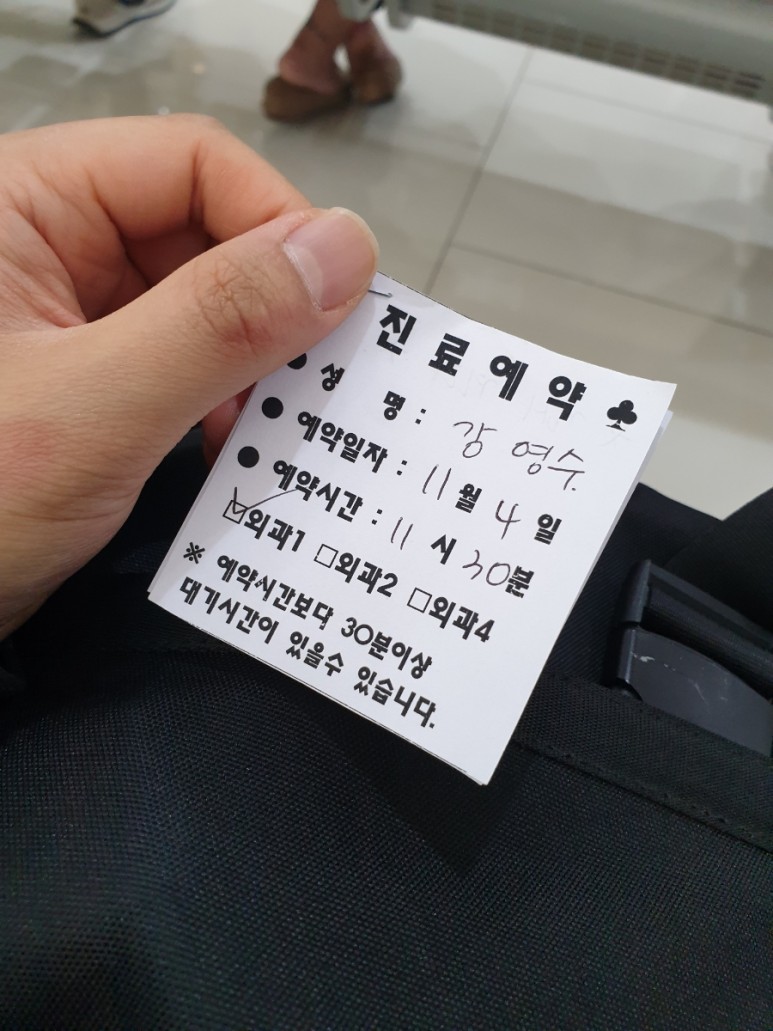 진료예약 ♣
● 성 명 : 강 영수.
● 예약일자 : 11월 4일
● 예약시간 : 11시 30분
☑외과1 □외과2 □외과4
※ 예약시간보다 30분이상
대기시간이 있을수 있습니다.